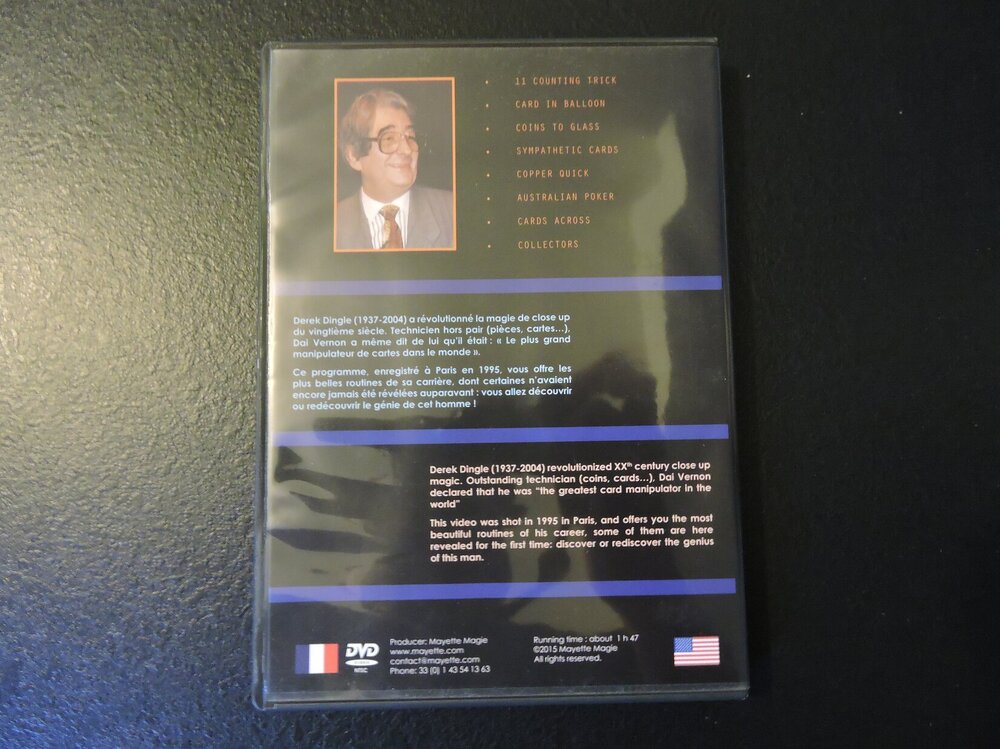 • 11 COUNTING TRICK
• CARD IN BALLOON
• COINS TO GLASS
• SYMPATHETIC CARDS
• COPPER QUICK
• AUSTRALIAN POKER
• CARDS ACROSS
• COLLECTORS
Derek Dingle (1937-2004) a révolutionné la magie de close up
du vingtième siècle. Technicien hors pair (pièces, cartes...),
Dai Vernon a même dit de lui qu'il était : « Le plus grand
manipulateur de cartes dans le monde ».
Ce programme, enregistré à Paris en 1995, vous offre les
plus belles routines de sa carrière, dont certaines n'avaient
encore jamais été révélées auparavant : vous allez découvrir
ou redécouvrir le génie de cet homme !
Derek Dingle (1937-2004) revolutionized XXth century close up
magic. Outstanding technician (coins, cards...), Dai Vernon
declared that he was "the greatest card manipulator in the
world"
This video was shot in 1995 in Paris, and offers you the most
beautiful routines of his career, some of them are here
revealed for the first time: discover or rediscover the genius
of this man.
DVD
VIDEO
NTSC
Producer: Mayette Magie
www.mayette.com
contact@mayette.com
Phone: 33 (0) 1 43 54 13 63
Running time : about 1 h 47
©2015 Mayette Magie
All rights reserved.